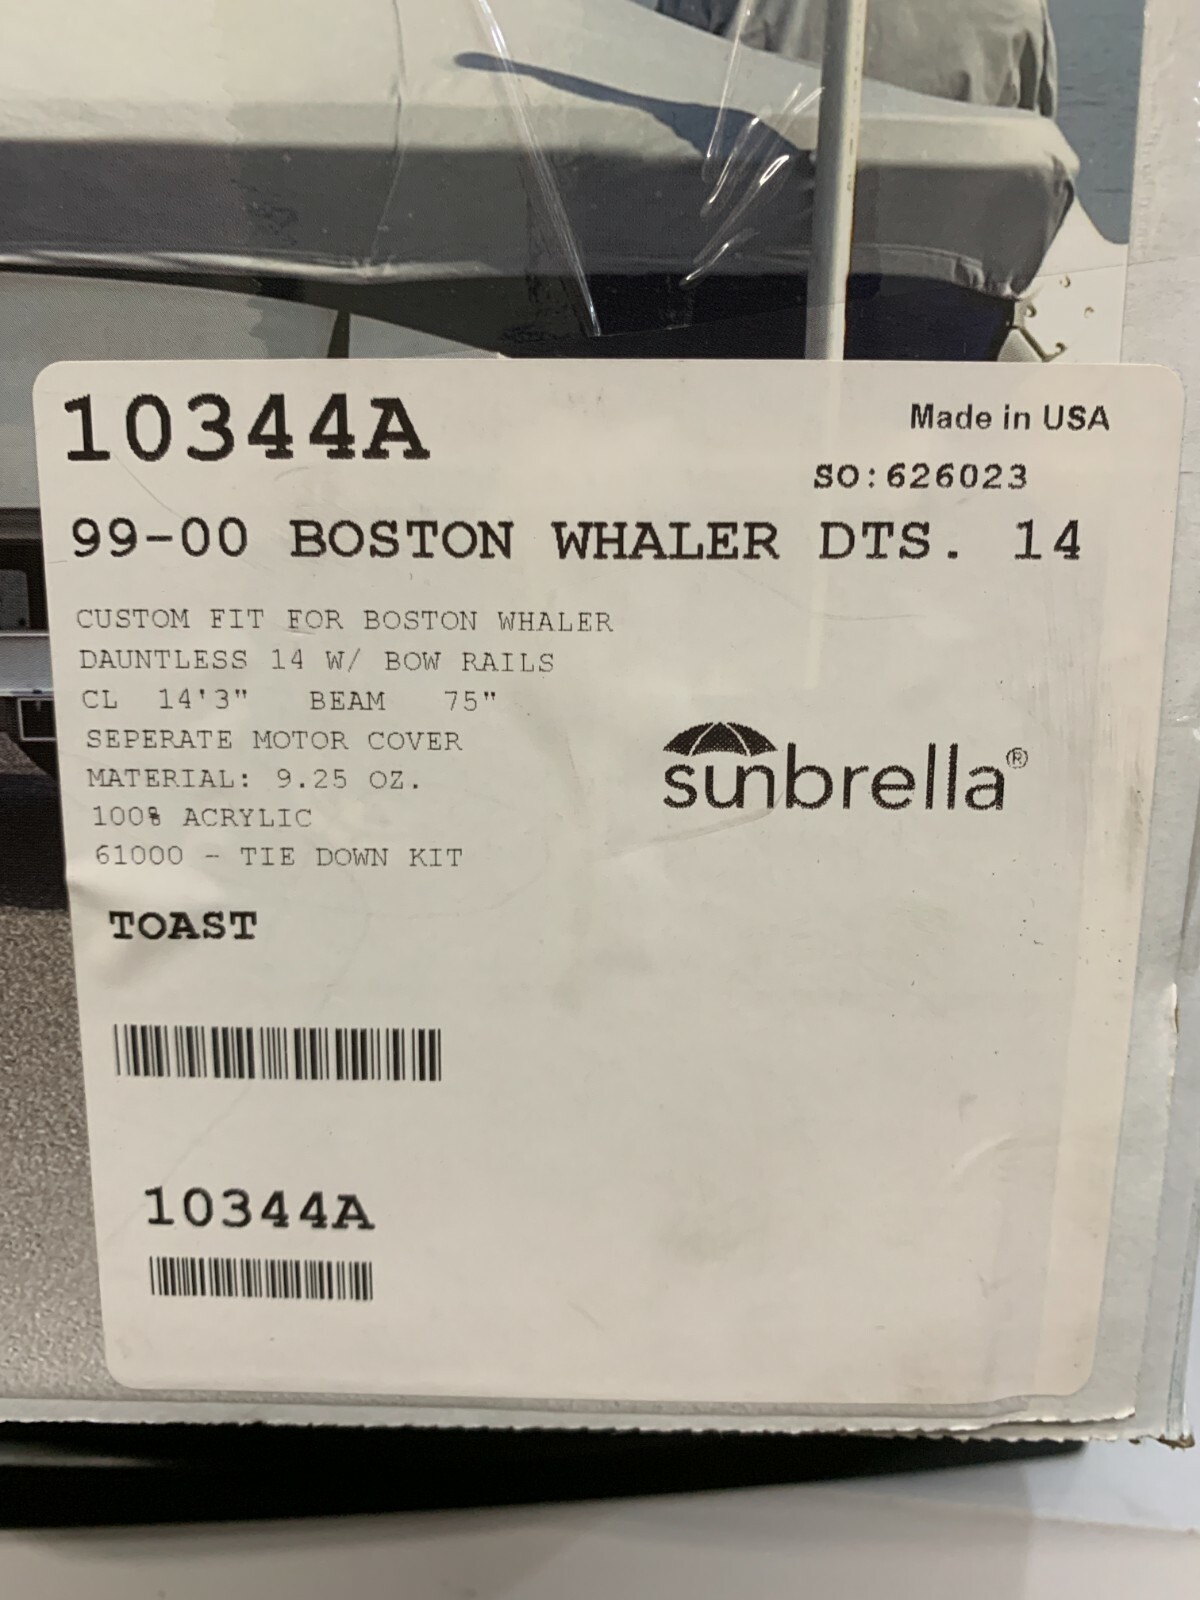 10344A
Made in USA
SO:626023
99-00 BOSTON WHALER DTS. 14
CUSTOM FIT FOR BOSTON WHALER
DAUNTLESS 14 W/ BOW RAILS
CL 14'3" BEAM 75"
SEPERATE MOTOR COVER
MATERIAL: 9.25 OZ.
100% ACRYLIC
61000 - TIE DOWN KIT
sunbrella®
TOAST
10344A